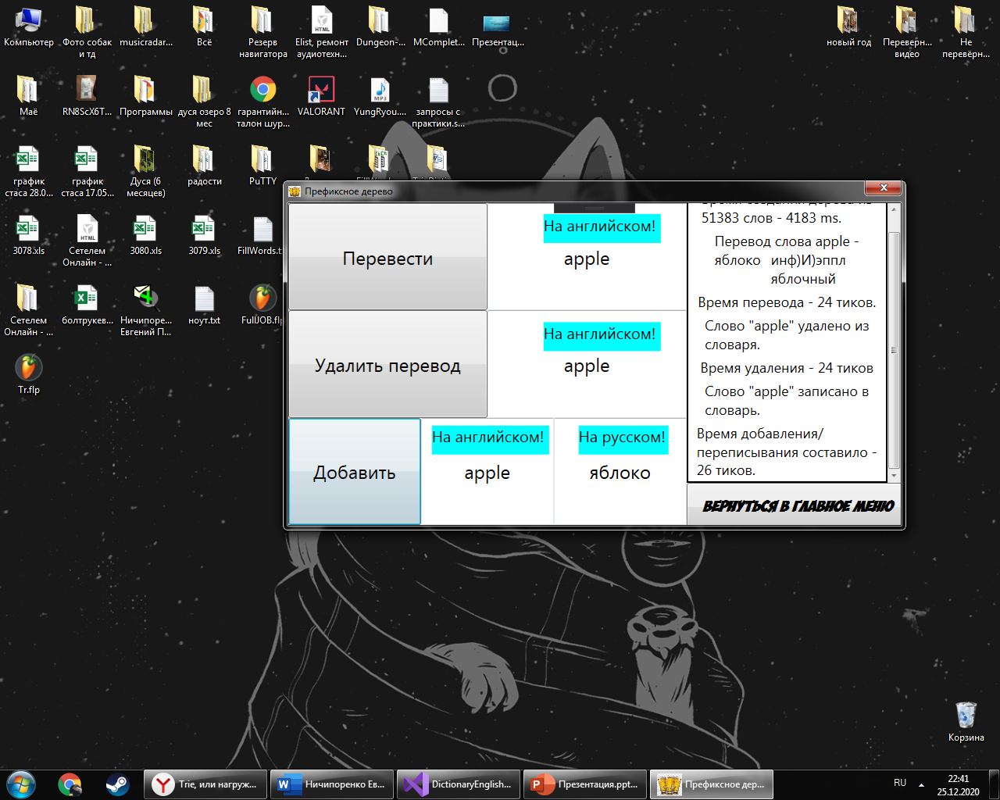 Компьютер
Фото собак и тд
musicradar...
Всё
Резерв навигатора
Elist, ремонт аудиотехн...
Dungeon-...
MComplet...
Презентац...
новый год
Переверн... видео
Не перевёрн...
Маё
RN8ScX6T...
Программы
дуся озеро 8 мес
гарантийн... талон шур...
VALORANT
YungRyou....
запросы с практики.s...
график стаса 28.0...
график стаса 17.05...
Дуся (6 месяцев)
радости
PuTTY
3078.xls
Сетелем Онлайн - ...
3080.xls
3079.xls
FillWords.t
Сетелем Онлайн - ...
болтрукев...
Ничипоре... Евгений П...
ноут.txt
FullJOB.fl
Tr.flp
Префиксное дерево
Перевести
На английском!
apple
Удалить перевод
На английском!
apple
Добавить
На английском!
apple
На русском!
яблоко
51383 слов - 4183 ms.
Перевод слова apple -
яблоко инф)И)эппл
яблочный
Время перевода - 24 тиков.
Слово "apple" удалено из
словаря.
Время удаления - 24 тиков
Слово "apple" записано в
словарь.
Время добавления/
переписывания составило -
26 тиков.
ВЕРНУТЬСЯ В ГЛАВНОЕ МЕНЮ
Корзина
Trie, или нагруж...
Ничипоренко Ев...
DictionaryEnglish...
Презентация.ppt...
Префиксное дер...
RU
22:41
25.12.2020